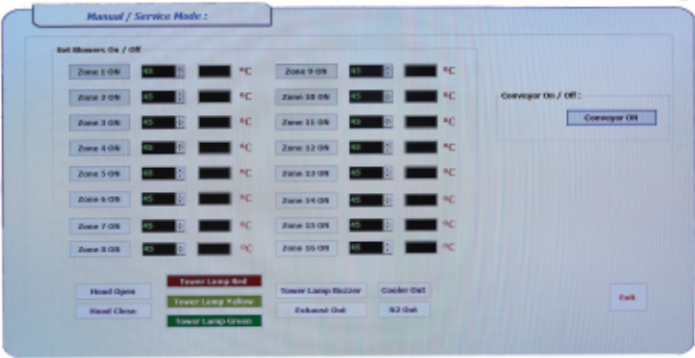 Manual / Service Mode :
Set Blowers On / Off
Zone 1 ON 45 °C Zone 9 ON 45 °C
Zone 2 ON 45 °C Zone 10 ON 45 °C
Zone 3 ON 45 °C Zone 11 ON 45 °C
Zone 4 ON 45 °C Zone 12 ON 45 °C
Zone 5 ON 45 °C Zone 13 ON 45 °C
Zone 6 ON 45 °C Zone 14 ON 45 °C
Zone 7 ON 45 °C Zone 15 ON 45 °C
Zone 8 ON 45 °C Zone 16 ON 45 °C
Conveyor On / Off :
Conveyor ON
Hood Open Tower Lamp Red Tower Lamp Buzzer Cooler Out
Tower Lamp Yellow
Hood Close Exhaust Out N2 Out
Tower Lamp Green
Exit